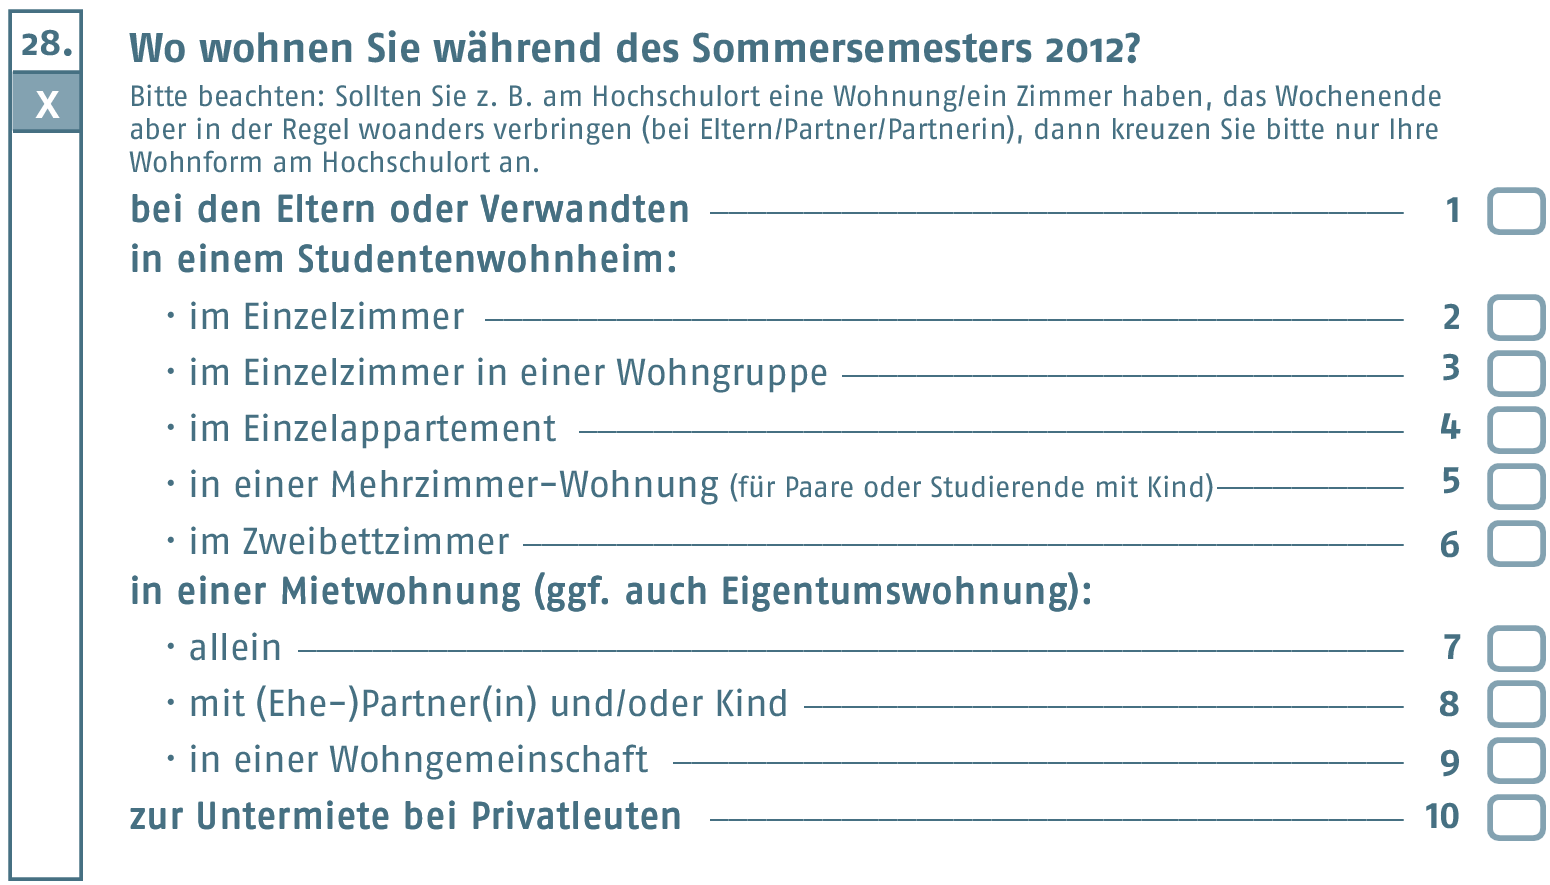 28. Wo wohnen Sie während des Sommersemesters 2012?
X
Bitte beachten: Sollten Sie z. B. am Hochschulort eine Wohnung/ein Zimmer haben, das Wochenende
aber in der Regel woanders verbringen (bei Eltern/Partner/Partnerin), dann kreuzen Sie bitte nur Ihre
Wohnform am Hochschulort an.
bei den Eltern oder Verwandten 1
in einem Studentenwohnheim:
· im Einzelzimmer 2
· im Einzelzimmer in einer Wohngruppe 3
· im Einzelappartement 4
· in einer Mehrzimmer-Wohnung (für Paare oder Studierende mit Kind) 5
· im Zweibettzimmer 6
in einer Mietwohnung (ggf. auch Eigentumswohnung):
· allein 7
· mit (Ehe-)Partner(in) und/oder Kind 8
· in einer Wohngemeinschaft 9
zur Untermiete bei Privatleuten 10